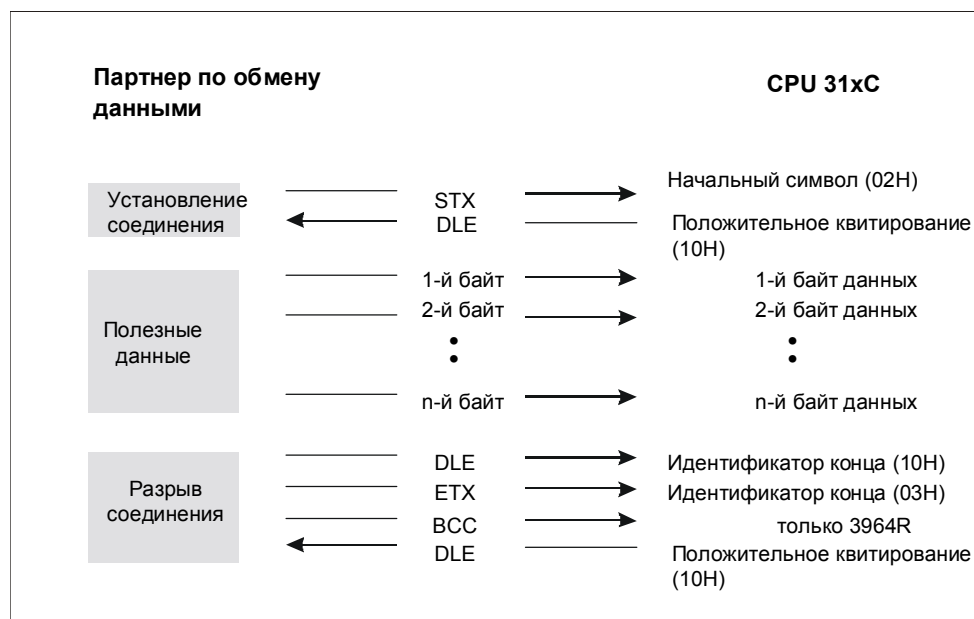 Партнер по обмену
данными
CPU 31xC
Установление
соединения
STX
Начальный символ (02H)
DLE
Положительное квитирование
(10H)
Полезные
данные
1-й байт
1-й байт данных
2-й байт
2-й байт данных
n-й байт
n-й байт данных
Разрыв
соединения
DLE
Идентификатор конца (10H)
ETX
Идентификатор конца (03H)
BCC
только 3964R
DLE
Положительное квитирование
(10H)